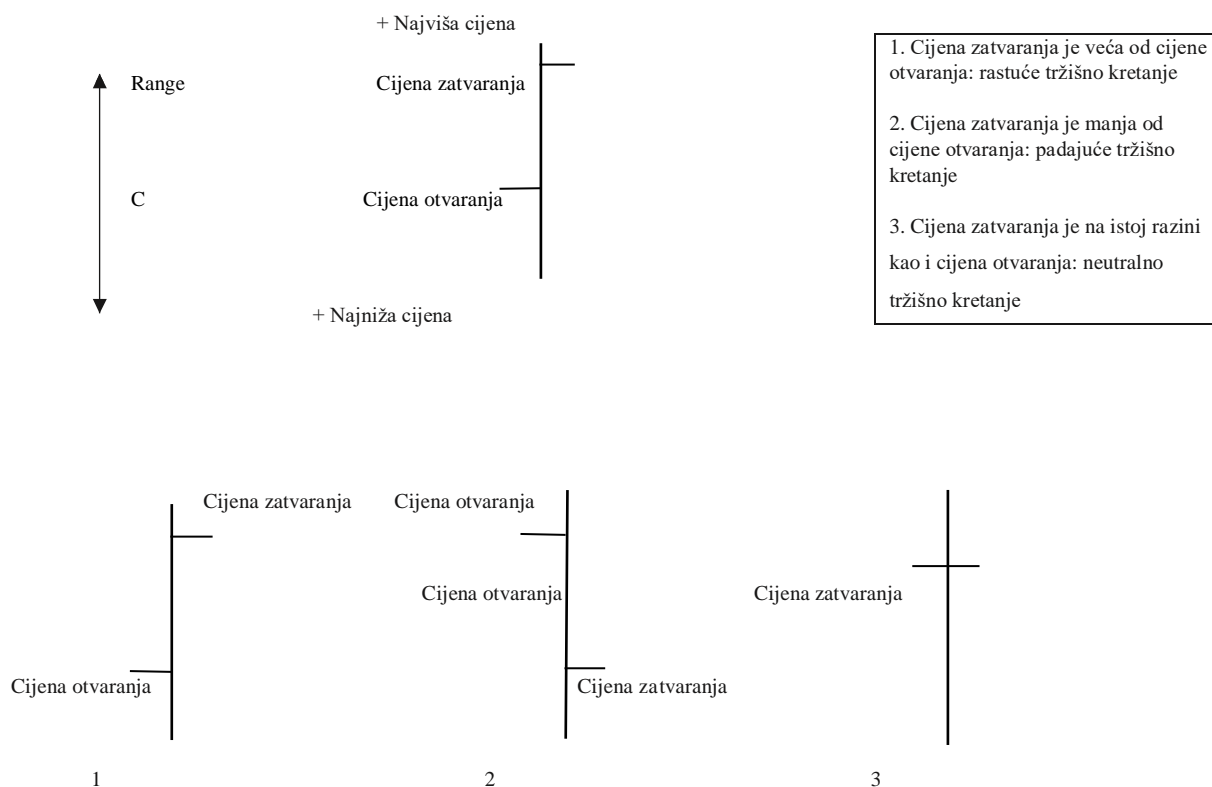 + Najviša cijena
Range
Cijena zatvaranja
C
Cijena otvaranja
+ Najniža cijena
1. Cijena zatvaranja je veća od cijene
otvaranja: rastuće tržišno kretanje
2. Cijena zatvaranja je manja od
cijene otvaranja: padajuće tržišno
kretanje
3. Cijena zatvaranja je na istoj razini
kao i cijena otvaranja: neutralno
tržišno kretanje
Cijena zatvaranja
Cijena otvaranja
1
Cijena otvaranja
Cijena otvaranja
Cijena zatvaranja
2
Cijena zatvaranja
3